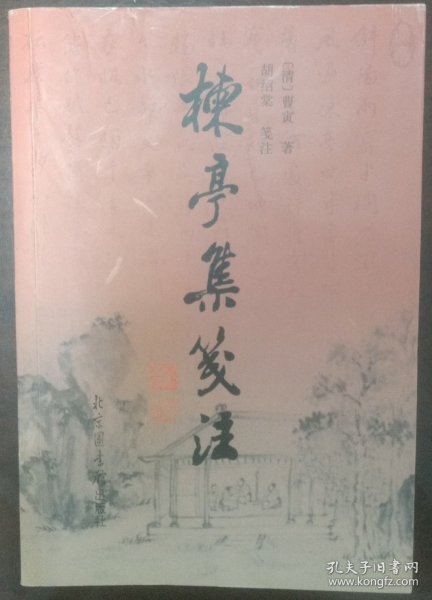 〔清〕曹寅 著
胡绍棠 笺注
楝亭集笺注
北京图书馆出版社
孔夫子旧书网
www.kongfz.com